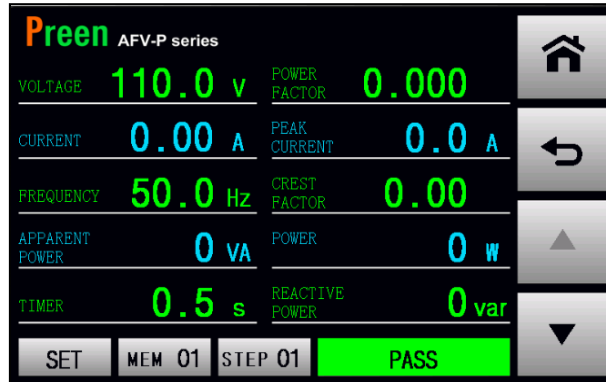 Preen AFV-P series
VOLTAGE 110.0 V POWER FACTOR 0.000
CURRENT 0.00 A PEAK CURRENT 0.0 A
FREQUENCY 50.0 Hz CREST FACTOR 0.00
APPARENT POWER 0 VA POWER 0 W
TIMER 0.5 s REACTIVE POWER 0 var
SET MEM 01 STEP 01 PASS